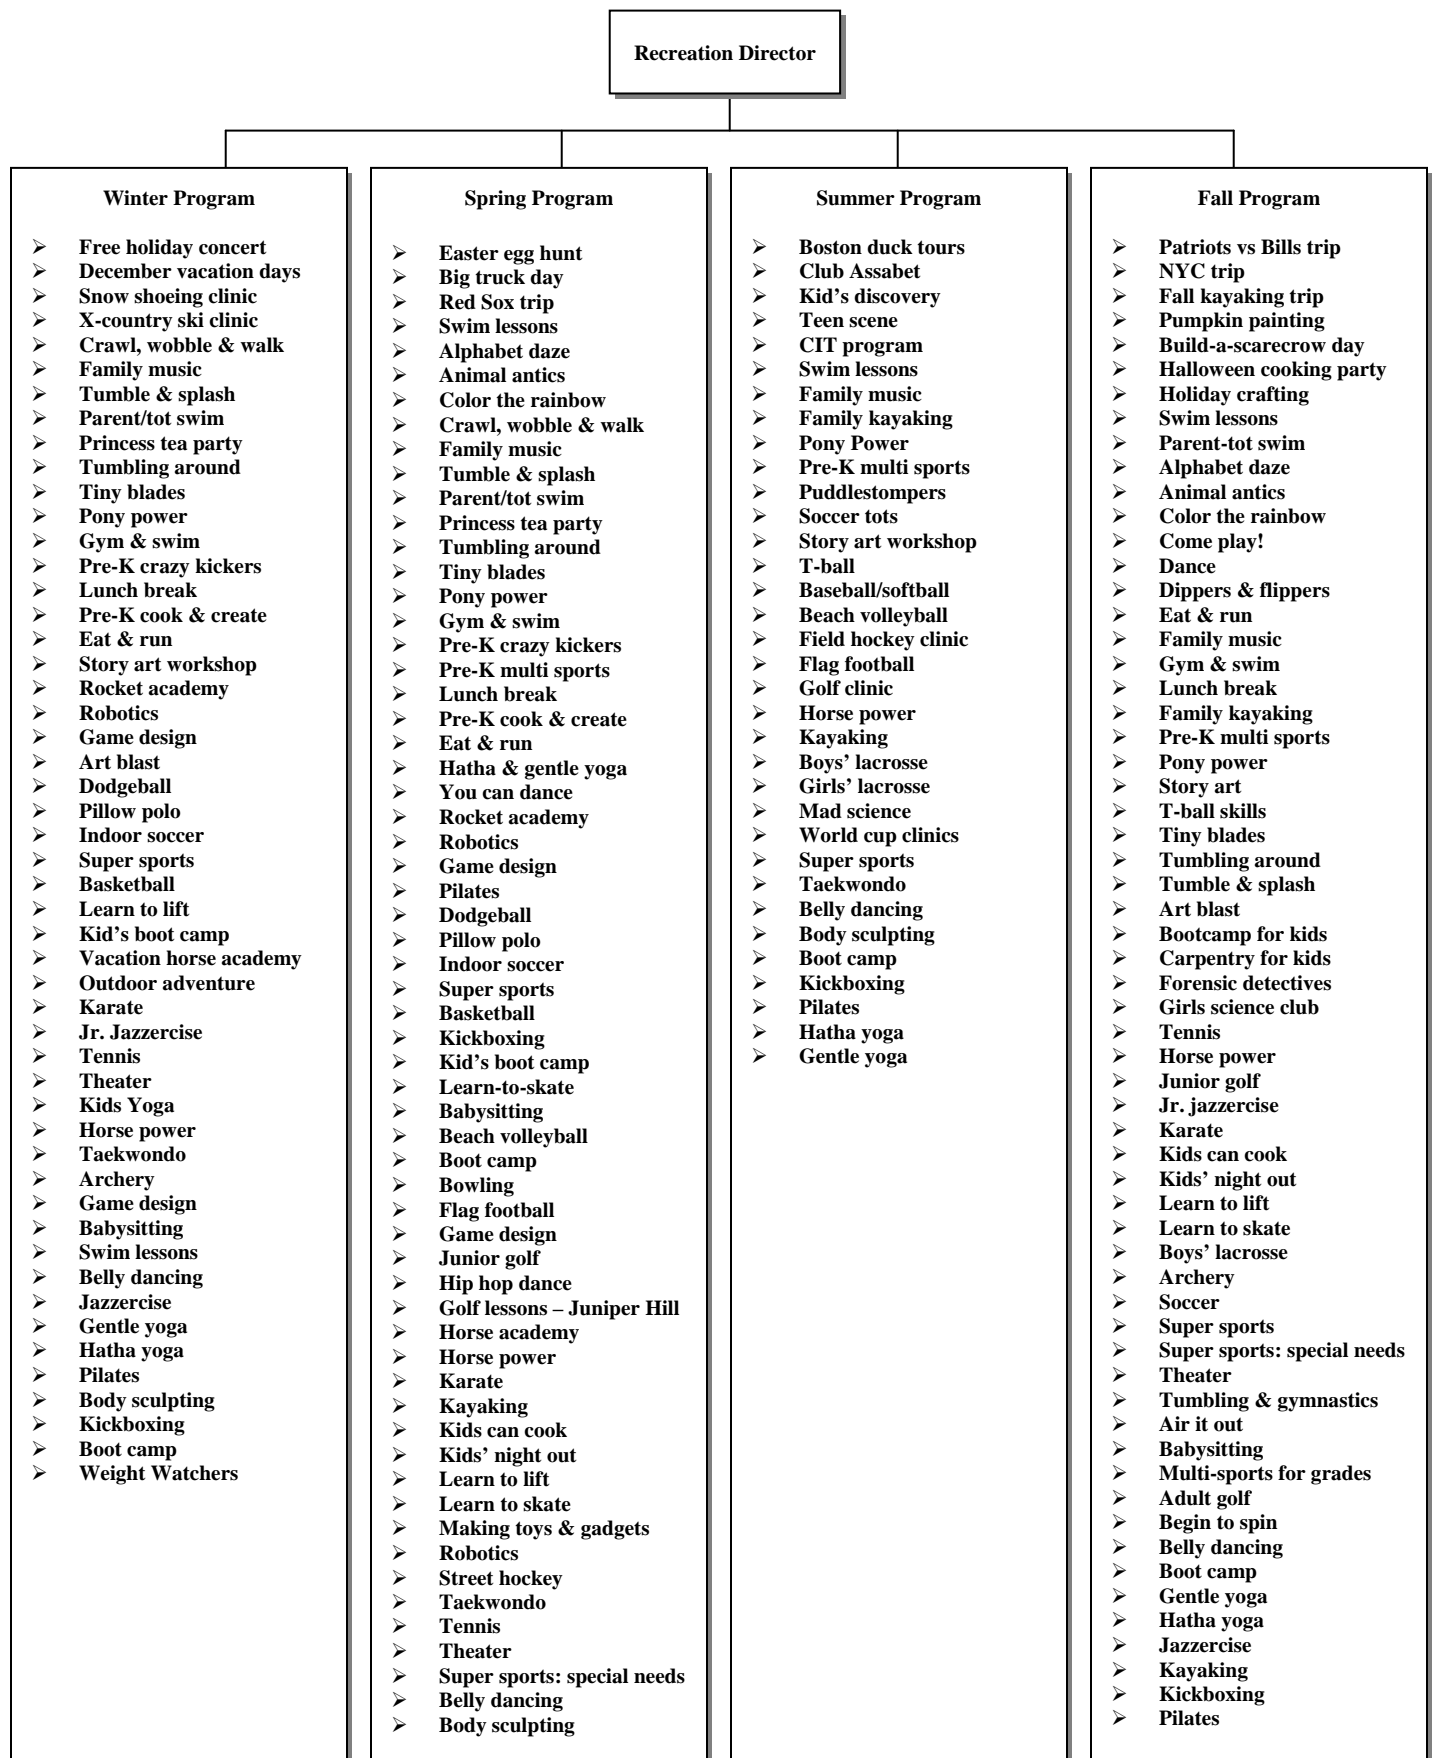 Recreation Director
Winter Program
➢ Free holiday concert
➢ December vacation days
➢ Snow shoeing clinic
➢ X-country ski clinic
➢ Crawl, wobble & walk
➢ Family music
➢ Tumble & splash
➢ Parent/tot swim
➢ Princess tea party
➢ Tumbling around
➢ Tiny blades
➢ Pony power
➢ Gym & swim
➢ Pre-K crazy kickers
➢ Lunch break
➢ Pre-K cook & create
➢ Eat & run
➢ Story art workshop
➢ Rocket academy
➢ Robotics
➢ Game design
➢ Art blast
➢ Dodgeball
➢ Pillow polo
➢ Indoor soccer
➢ Super sports
➢ Basketball
➢ Learn to lift
➢ Kid's boot camp
➢ Vacation horse academy
➢ Outdoor adventure
➢ Karate
➢ Jr. Jazzercise
➢ Tennis
➢ Theater
➢ Kids Yoga
➢ Horse power
➢ Taekwondo
➢ Archery
➢ Game design
➢ Babysitting
➢ Swim lessons
➢ Belly dancing
➢ Jazzercise
➢ Gentle yoga
➢ Hatha yoga
➢ Pilates
➢ Body sculpting
➢ Kickboxing
➢ Boot camp
➢ Weight Watchers
Spring Program
➢ Easter egg hunt
➢ Big truck day
➢ Red Sox trip
➢ Swim lessons
➢ Alphabet daze
➢ Animal antics
➢ Color the rainbow
➢ Crawl, wobble & walk
➢ Family music
➢ Tumble & splash
➢ Parent/tot swim
➢ Princess tea party
➢ Tumbling around
➢ Tiny blades
➢ Pony power
➢ Gym & swim
➢ Pre-K crazy kickers
➢ Pre-K multi sports
➢ Lunch break
➢ Pre-K cook & create
➢ Eat & run
➢ Hatha & gentle yoga
➢ You can dance
➢ Rocket academy
➢ Robotics
➢ Game design
➢ Pilates
➢ Dodgeball
➢ Pillow polo
➢ Indoor soccer
➢ Super sports
➢ Basketball
➢ Kickboxing
➢ Kid's boot camp
➢ Learn-to-skate
➢ Babysitting
➢ Beach volleyball
➢ Boot camp
➢ Bowling
➢ Flag football
➢ Game design
➢ Junior golf
➢ Hip hop dance
➢ Golf lessons – Juniper Hill
➢ Horse academy
➢ Horse power
➢ Karate
➢ Kayaking
➢ Kids can cook
➢ Kids’ night out
➢ Learn to lift
➢ Learn to skate
➢ Making toys & gadgets
➢ Robotics
➢ Street hockey
➢ Taekwondo
➢ Tennis
➢ Theater
➢ Super sports: special needs
➢ Belly dancing
➢ Body sculpting
Summer Program
➢ Boston duck tours
➢ Club Assabet
➢ Kid's discovery
➢ Teen scene
➢ CIT program
➢ Swim lessons
➢ Family music
➢ Family kayaking
➢ Pony Power
➢ Pre-K multi sports
➢ Puddlestompers
➢ Soccer tots
➢ Story art workshop
➢ T-ball
➢ Baseball/softball
➢ Beach volleyball
➢ Field hockey clinic
➢ Flag football
➢ Golf clinic
➢ Horse power
➢ Kayaking
➢ Boys’ lacrosse
➢ Girls’ lacrosse
➢ Mad science
➢ World cup clinics
➢ Super sports
➢ Taekwondo
➢ Belly dancing
➢ Body sculpting
➢ Boot camp
➢ Kickboxing
➢ Pilates
➢ Hatha yoga
➢ Gentle yoga
Fall Program
➢ Patriots vs Bills trip
➢ NYC trip
➢ Fall kayaking trip
➢ Pumpkin painting
➢ Build-a-scarecrow day
➢ Halloween cooking party
➢ Holiday crafting
➢ Swim lessons
➢ Parent-tot swim
➢ Alphabet daze
➢ Animal antics
➢ Color the rainbow
➢ Come play!
➢ Dance
➢ Dippers & flippers
➢ Eat & run
➢ Family music
➢ Gym & swim
➢ Lunch break
➢ Family kayaking
➢ Pre-K multi sports
➢ Pony power
➢ Story art
➢ T-ball skills
➢ Tiny blades
➢ Tumbling around
➢ Tumble & splash
➢ Art blast
➢ Bootcamp for kids
➢ Carpentry for kids
➢ Forensic detectives
➢ Girls science club
➢ Tennis
➢ Horse power
➢ Junior golf
➢ Jr. jazzercise
➢ Karate
➢ Kids can cook
➢ Kids’ night out
➢ Learn to lift
➢ Learn to skate
➢ Boys’ lacrosse
➢ Archery
➢ Soccer
➢ Super sports
➢ Super sports: special needs
➢ Theater
➢ Tumbling & gymnastics
➢ Air it out
➢ Babysitting
➢ Multi-sports for grades
➢ Adult golf
➢ Begin to spin
➢ Belly dancing
➢ Boot camp
➢ Gentle yoga
➢ Hatha yoga
➢ Jazzercise
➢ Kayaking
➢ Kickboxing
➢ Pilates